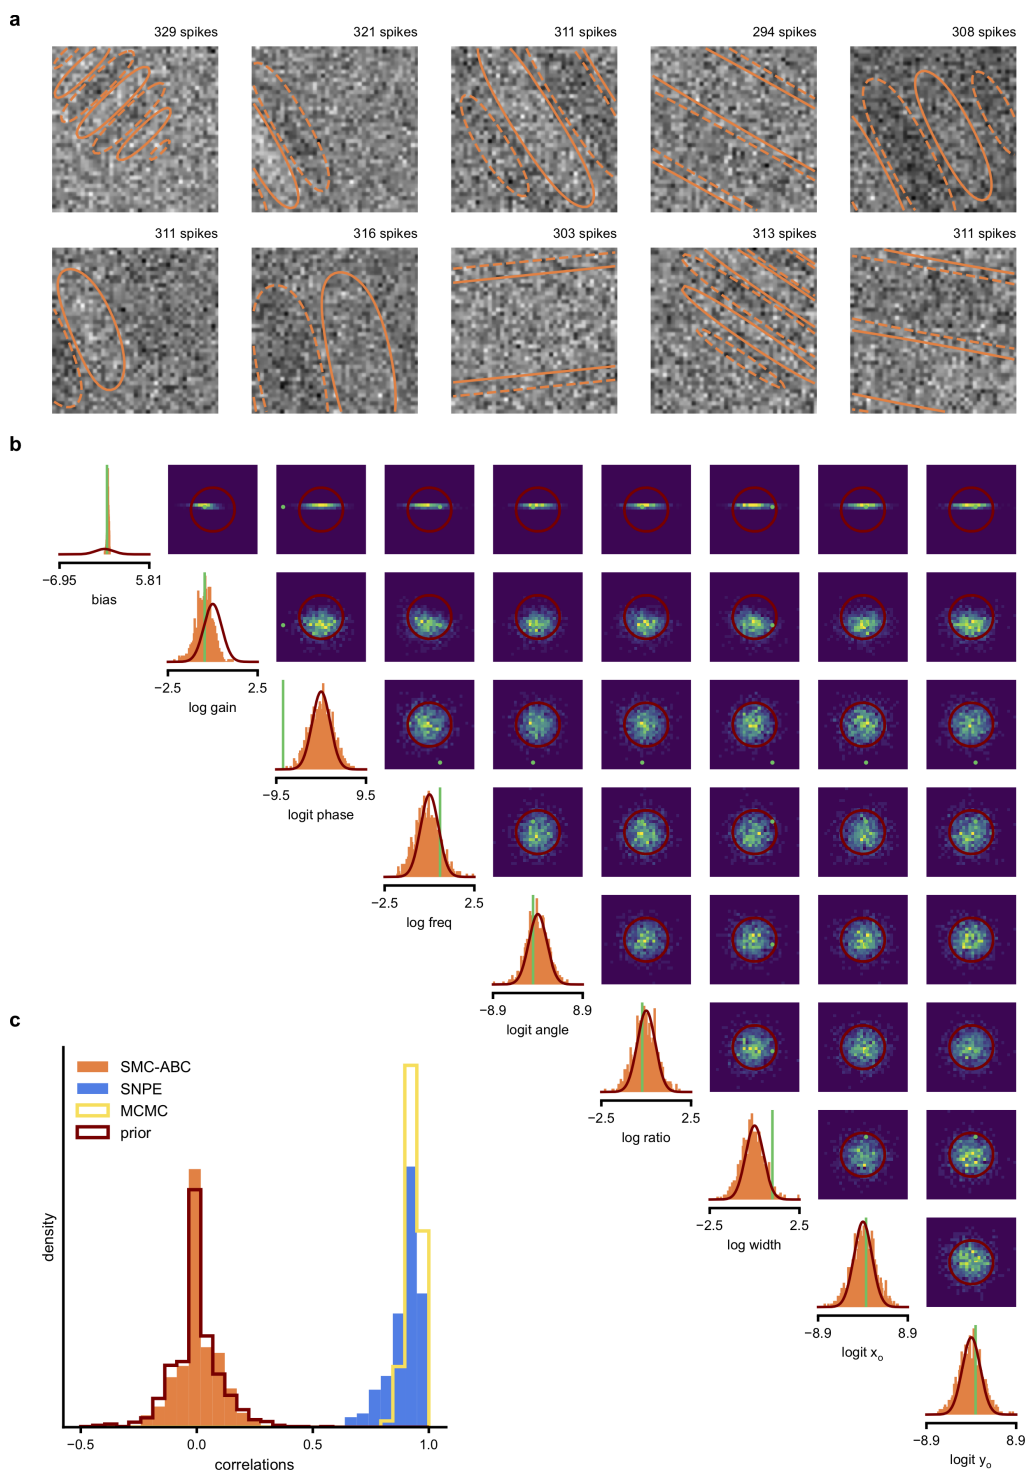 a
329 spikes 321 spikes 311 spikes 294 spikes 308 spikes
311 spikes 316 spikes 303 spikes 313 spikes 311 spikes
b
−6.95 5.81
bias
−2.5 2.5
log gain
−9.5 9.5
logit phase
−2.5 2.5
log freq
−8.9 8.9
logit angle
−2.5 2.5
log ratio
−2.5 2.5
log width
−8.9 8.9
logit xₒ
−8.9 8.9
logit yₒ
c
SMC-ABC
SNPE
MCMC
prior
density
−0.5 0.0 0.5 1.0
correlations